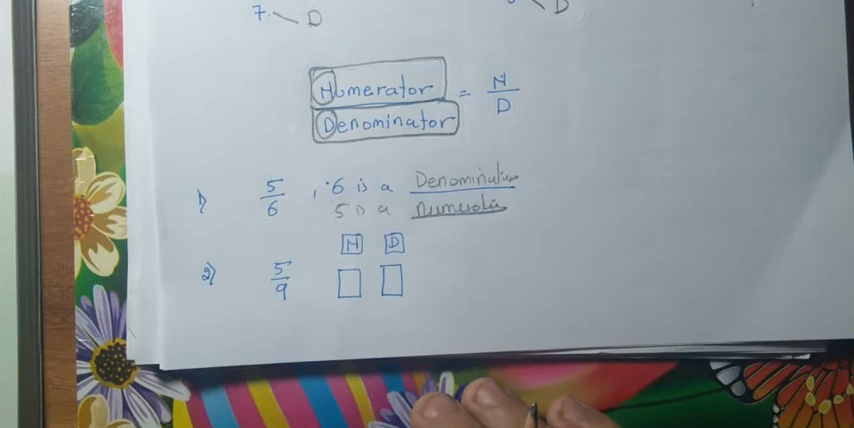 7 D
D
Numerator = N
Denominator D
1) 5/6 , 6 is a Denominator
5 is a numerator
N D
2) 5/9